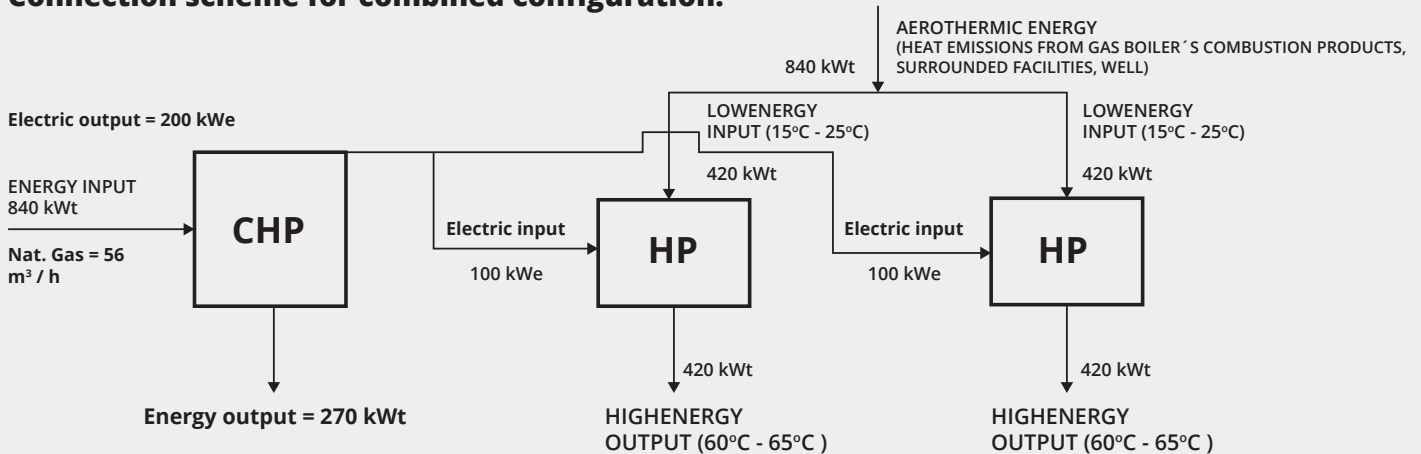 Connection scheme for combined configuration.
AEROTHERMIC ENERGY
(HEAT EMISSIONS FROM GAS BOILER´S COMBUSTION PRODUCTS,
SURROUNDED FACILITIES, WELL)
840 kWt
Electric output = 200 kWe
LOWENERGY
INPUT (15ºC - 25ºC)
420 kWt
LOWENERGY
INPUT (15ºC - 25ºC)
420 kWt
ENERGY INPUT
840 kWt
Nat. Gas = 56
m³ / h
CHP
Electric input
100 kWe
HP
Electric input
100 kWe
HP
Energy output = 270 kWt
420 kWt
HIGHENERGY
OUTPUT (60ºC - 65ºC )
420 kWt
HIGHENERGY
OUTPUT (60ºC - 65ºC )